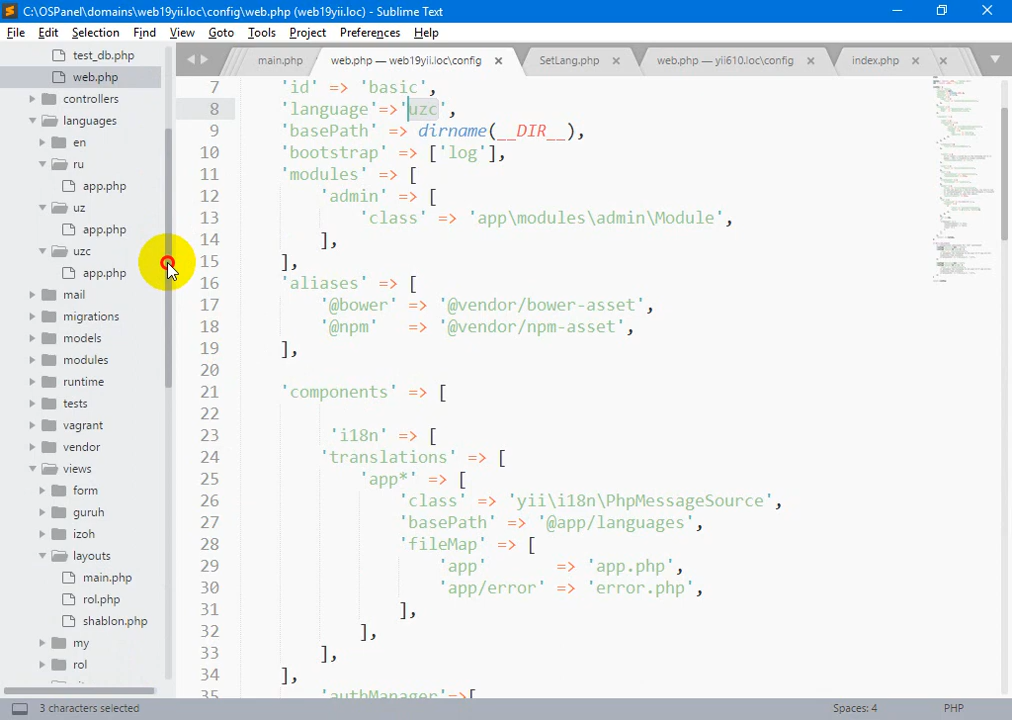 C:\OSPanel\domains\web19yii.loc\config\web.php (web19yii.loc) - Sublime Text
File Edit Selection Find View Goto Tools Project Preferences Help
main.php
web.php — web19yii.loc\config
SetLang.php
web.php — yii610.loc\config
index.php
test_db.php
web.php
controllers
languages
en
ru
app.php
uz
app.php
uzc
app.php
mail
migrations
models
modules
runtime
tests
vagrant
vendor
views
form
guruh
izoh
layouts
main.php
rol.php
shablon.php
my
rol
7 'id' => 'basic',
8 'language'=>'uzc',
9 'basePath' => dirname(__DIR__),
10 'bootstrap' => ['log'],
11 'modules' => [
12 'admin' => [
13 'class' => 'app\modules\admin\Module',
14 ],
15 ],
16 'aliases' => [
17 '@bower' => '@vendor/bower-asset',
18 '@npm'   => '@vendor/npm-asset',
19 ],
20
21 'components' => [
22
23 'i18n' => [
24 'translations' => [
25 'app*' => [
26 'class' => 'yii\i18n\PhpMessageSource',
27 'basePath' => '@app/languages',
28 'fileMap' => [
29 'app'       => 'app.php',
30 'app/error' => 'error.php',
31 ],
32 ],
33 ],
34 ],
35 'authManager'=>[
3 characters selected
Spaces: 4
PHP